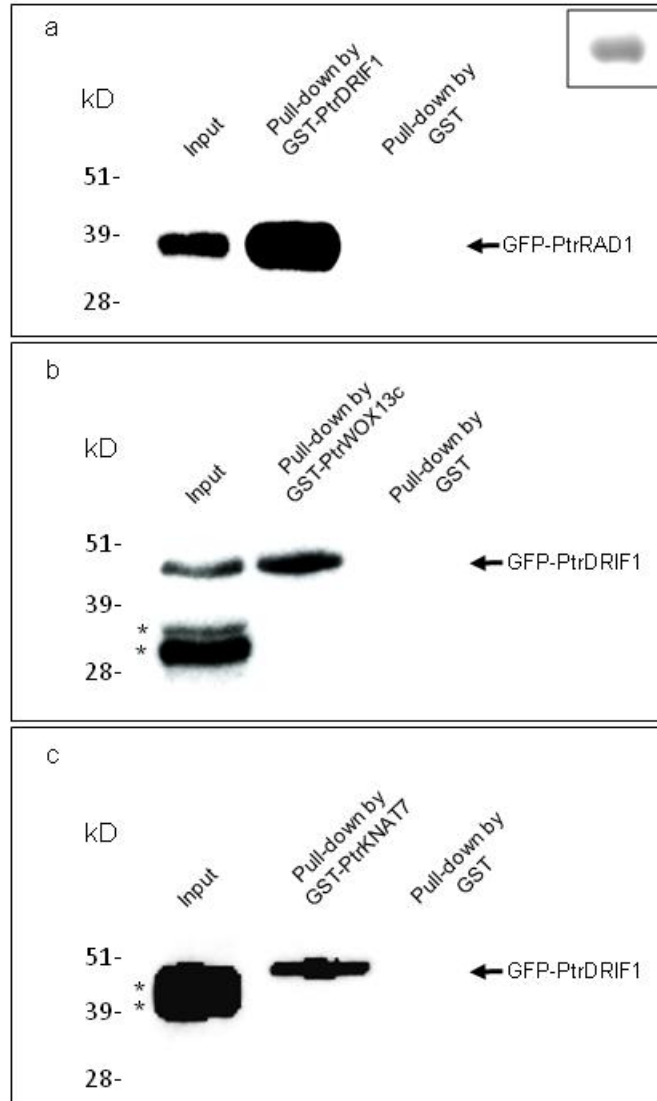 a
kD
Input
Pull-down by
GST-PtrDRIF1
Pull-down by
GST
51-
39-
28-
GFP-PtrRAD1
b
kD
Input
Pull-down by
GST-PtrWOX13c
Pull-down by
GST
51-
39-
*
*
28-
GFP-PtrDRIF1
c
kD
Input
Pull-down by
GST-PtrKNAT7
Pull-down by
GST
51-
*
*
39-
28-
GFP-PtrDRIF1